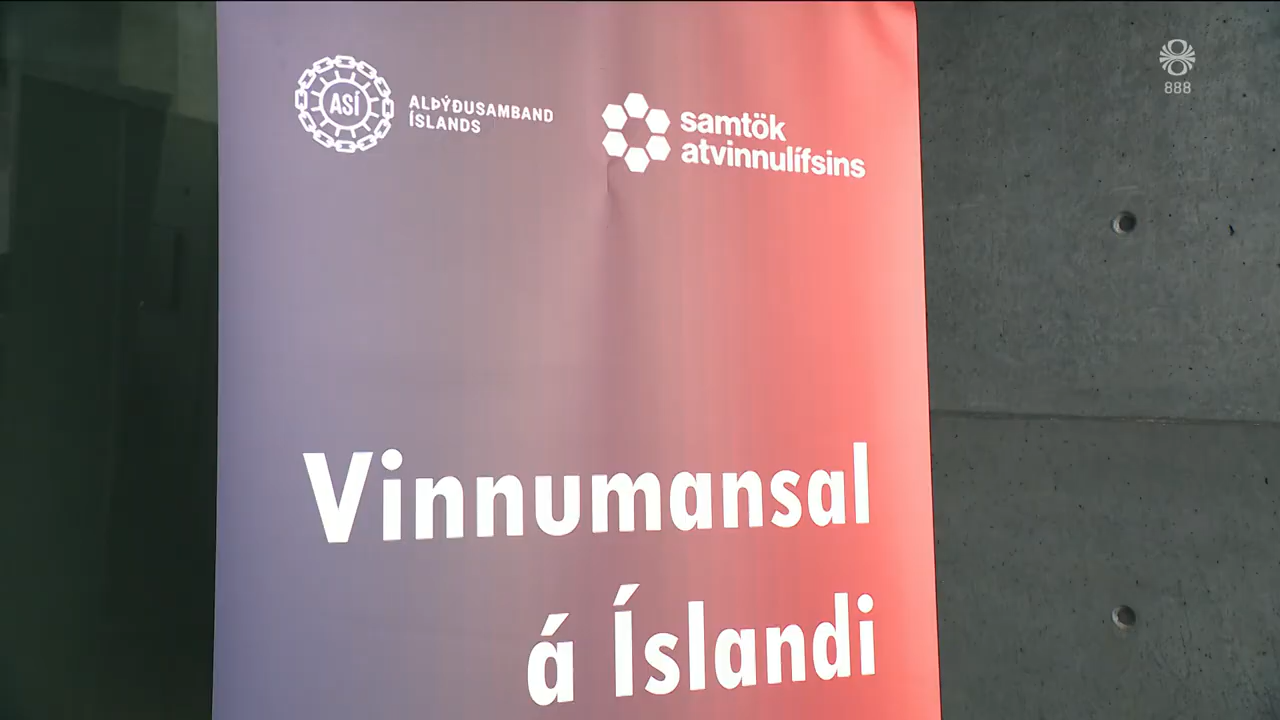 ASÍ
ALÞÝÐUSAMBAND
ÍSLANDS
samtök
atvinnulífsins
888
Vinnumansal
á Íslandi